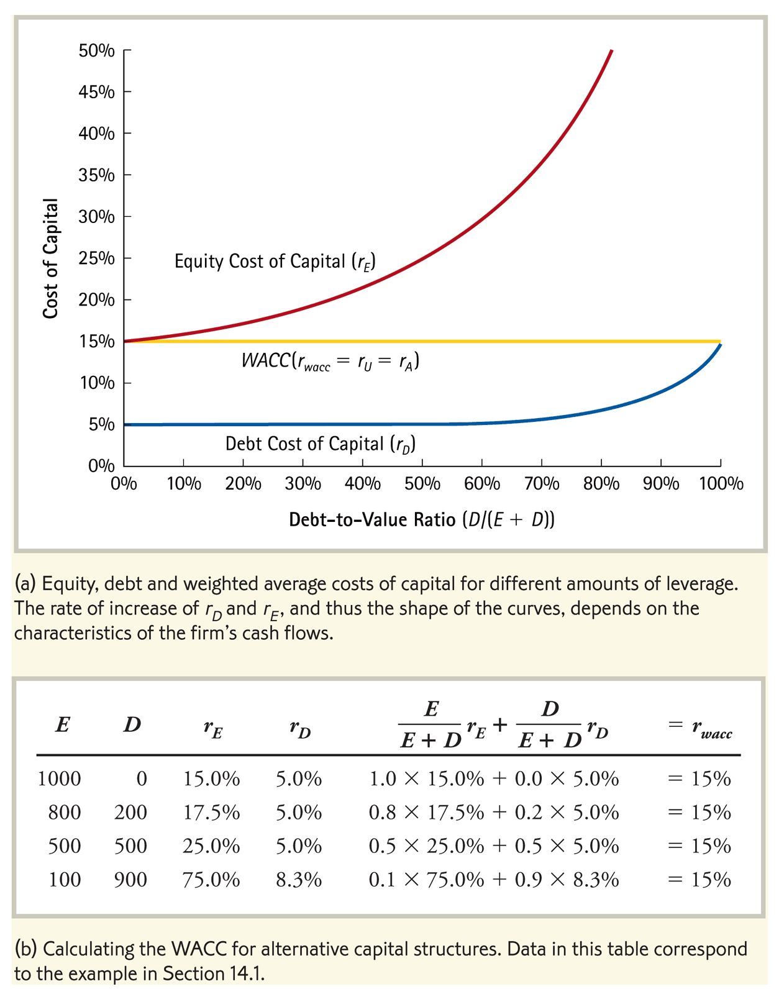 50%
45%
40%
35%
30%
25%
20%
15%
10%
5%
0%
Cost of Capital
Equity Cost of Capital (r_E)
WACC(r_wacc = r_U = r_A)
Debt Cost of Capital (r_D)
0% 10% 20% 30% 40% 50% 60% 70% 80% 90% 100%
Debt-to-Value Ratio (D/(E + D))
(a) Equity, debt and weighted average costs of capital for different amounts of leverage.
The rate of increase of r_D and r_E, and thus the shape of the curves, depends on the
characteristics of the firm's cash flows.
E D r_E r_D E/(E + D) r_E + D/(E + D) r_D = r_wacc
1000 0 15.0% 5.0% 1.0 × 15.0% + 0.0 × 5.0% = 15%
800 200 17.5% 5.0% 0.8 × 17.5% + 0.2 × 5.0% = 15%
500 500 25.0% 5.0% 0.5 × 25.0% + 0.5 × 5.0% = 15%
100 900 75.0% 8.3% 0.1 × 75.0% + 0.9 × 8.3% = 15%
(b) Calculating the WACC for alternative capital structures. Data in this table correspond
to the example in Section 14.1.